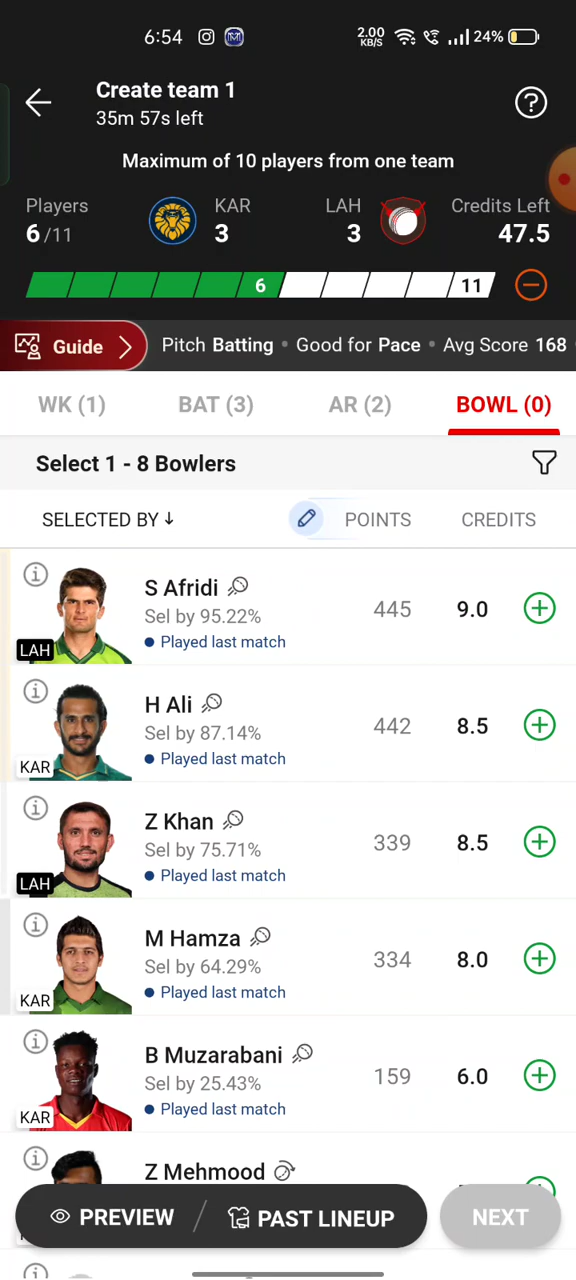 6:54
2.00 KB/S
24%
Create team 1
35m 57s left
Maximum of 10 players from one team
Players
KAR
LAH
Credits Left
6/11
3
3
47.5
6
11
Guide
Pitch Batting • Good for Pace • Avg Score 168
WK (1)
BAT (3)
AR (2)
BOWL (0)
Select 1 - 8 Bowlers
SELECTED BY ↓
POINTS
CREDITS
S Afridi
Sel by 95.22%
445
9.0
Played last match
LAH
H Ali
Sel by 87.14%
442
8.5
Played last match
KAR
Z Khan
Sel by 75.71%
339
8.5
Played last match
LAH
M Hamza
Sel by 64.29%
334
8.0
Played last match
KAR
B Muzarabani
Sel by 25.43%
159
6.0
Played last match
KAR
Z Mehmood
PREVIEW
PAST LINEUP
NEXT